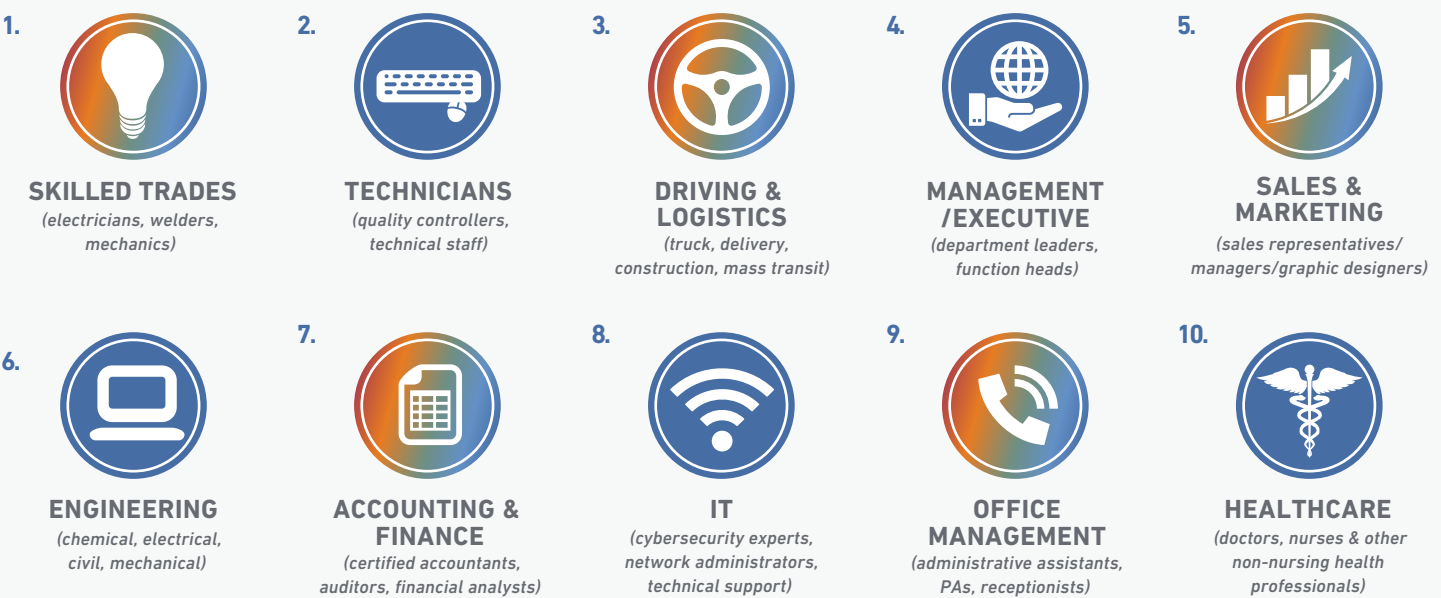 1.
SKILLED TRADES
(electricians, welders,
mechanics)
2.
TECHNICIANS
(quality controllers,
technical staff)
3.
DRIVING &
LOGISTICS
(truck, delivery,
construction, mass transit)
4.
MANAGEMENT
/EXECUTIVE
(department leaders,
function heads)
5.
SALES &
MARKETING
(sales representatives/
managers/graphic designers)
6.
ENGINEERING
(chemical, electrical,
civil, mechanical)
7.
ACCOUNTING &
FINANCE
(certified accountants,
auditors, financial analysts)
8.
IT
(cybersecurity experts,
network administrators,
technical support)
9.
OFFICE
MANAGEMENT
(administrative assistants,
PAs, receptionists)
10.
HEALTHCARE
(doctors, nurses & other
non-nursing health
professionals)